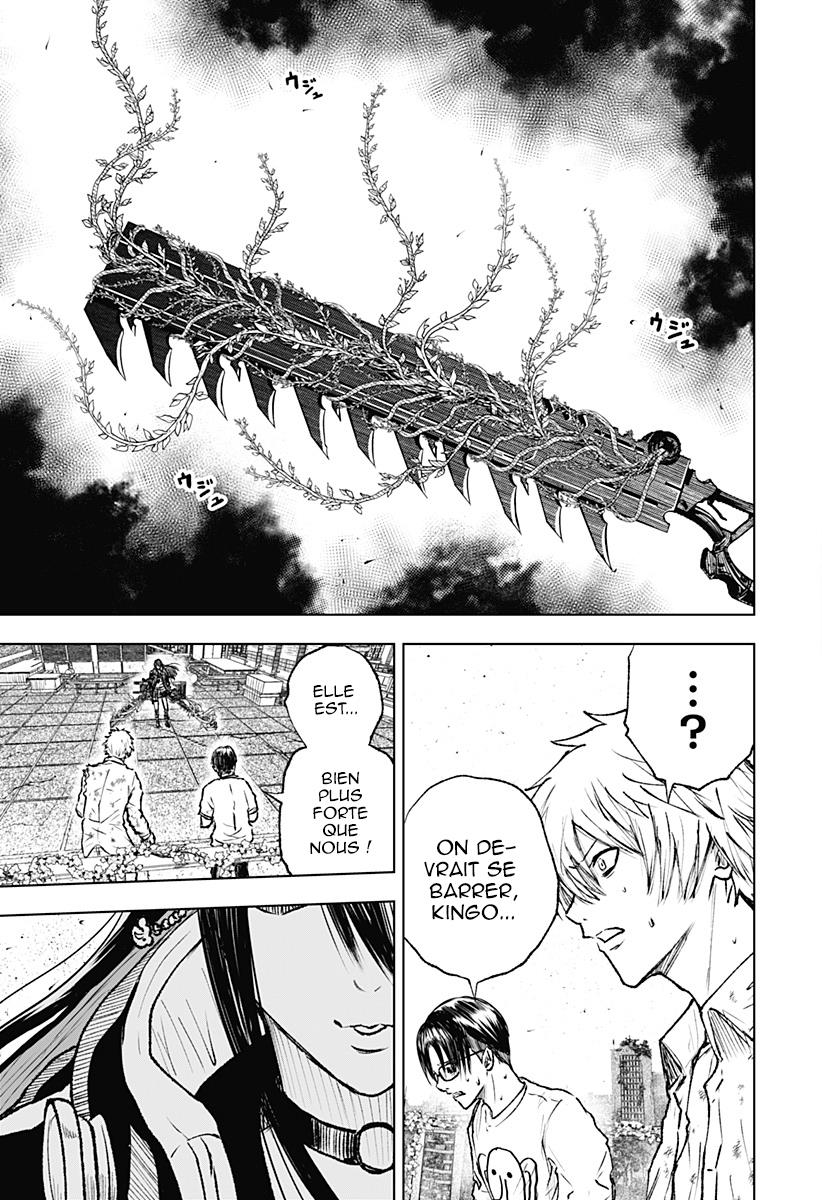 ウジュ
ウジュ
ウジュ
…?
ON DE-
VRAIT SE
BARRER,
KINGO...
ELLE
EST...
BIEN
PLUS
FORTE
QUE
NOUS !